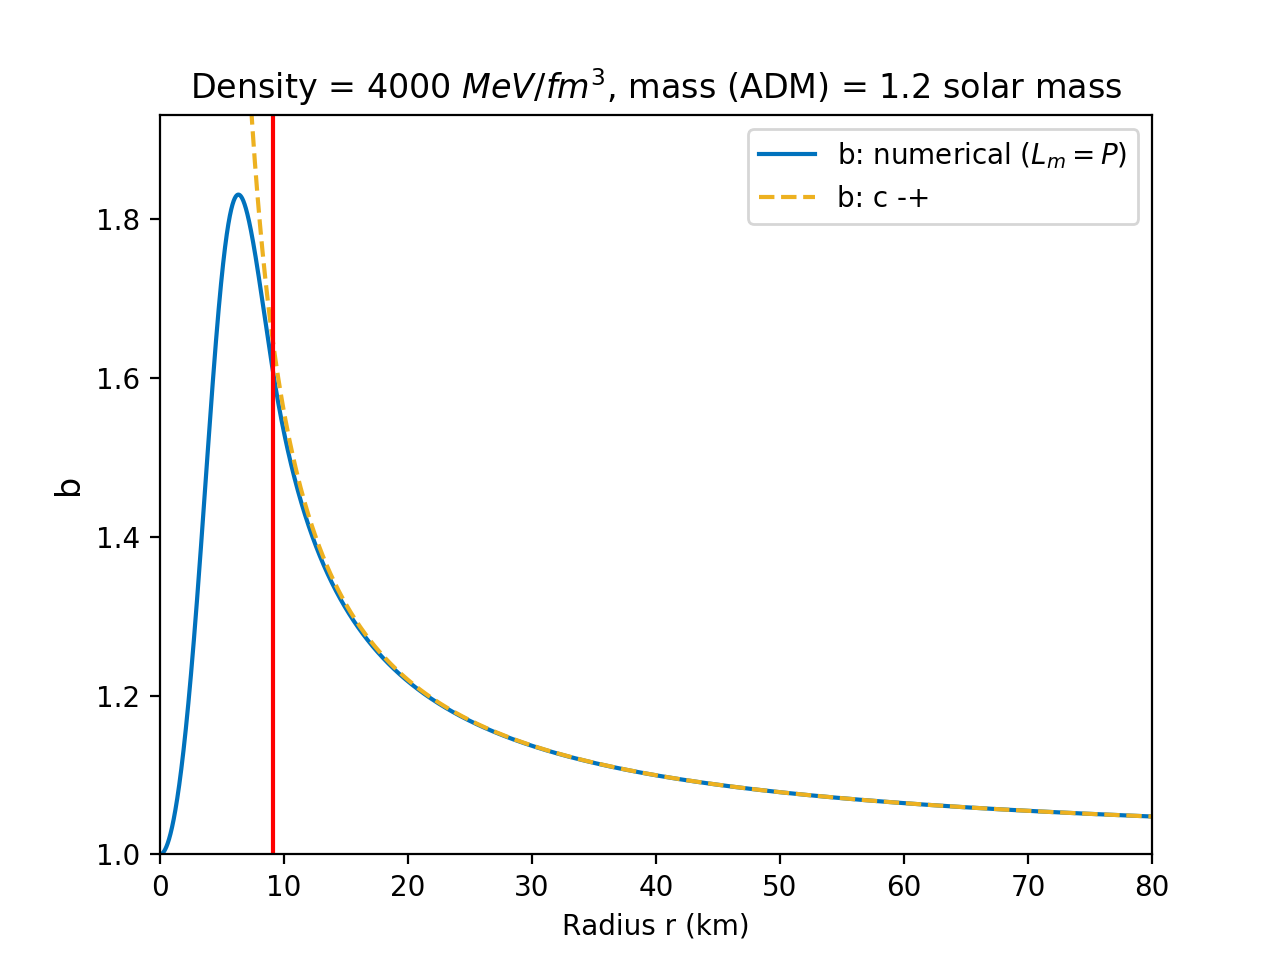 Density = 4000 MeV/fm³, mass (ADM) = 1.2 solar mass
b: numerical (Lₘ = P)
b: c -+
1.8
1.6
1.4
1.2
1.0
b
0 10 20 30 40 50 60 70 80
Radius r (km)